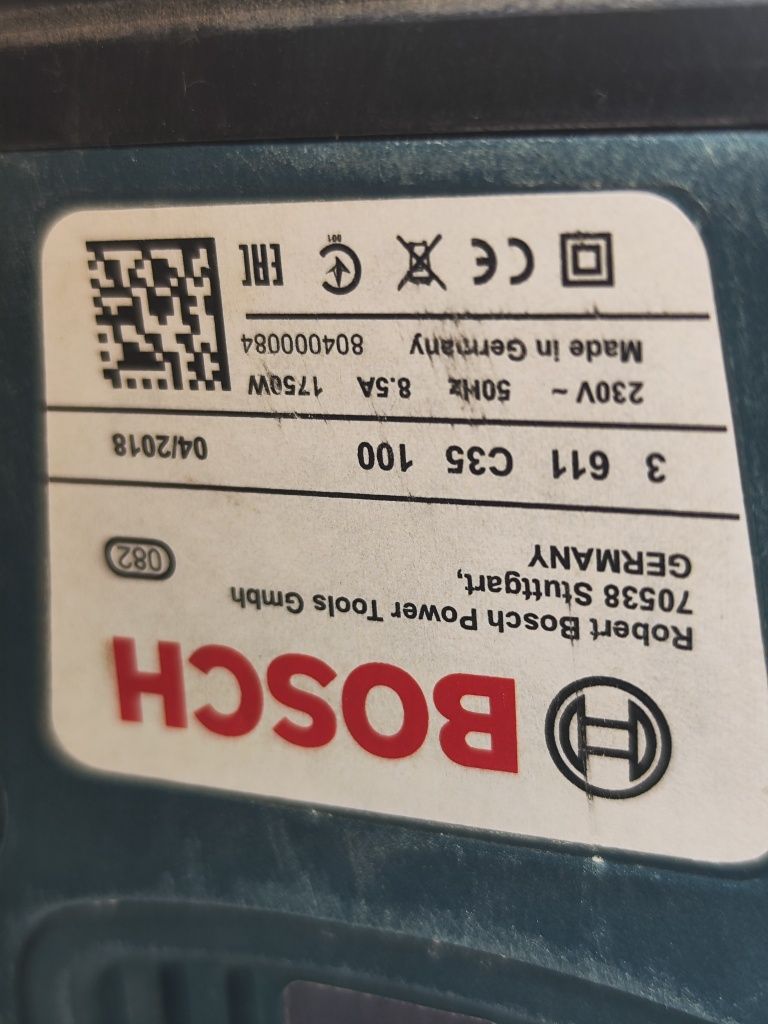 BOSCH
Robert Bosch Power Tools Gmbh
70538 Stuttgart,
GERMANY
082
3 611 C35 100 04/2018
230V ~ 50Hz 8.5A 1750W
Made in Germany 804000084
CE 001 EAC